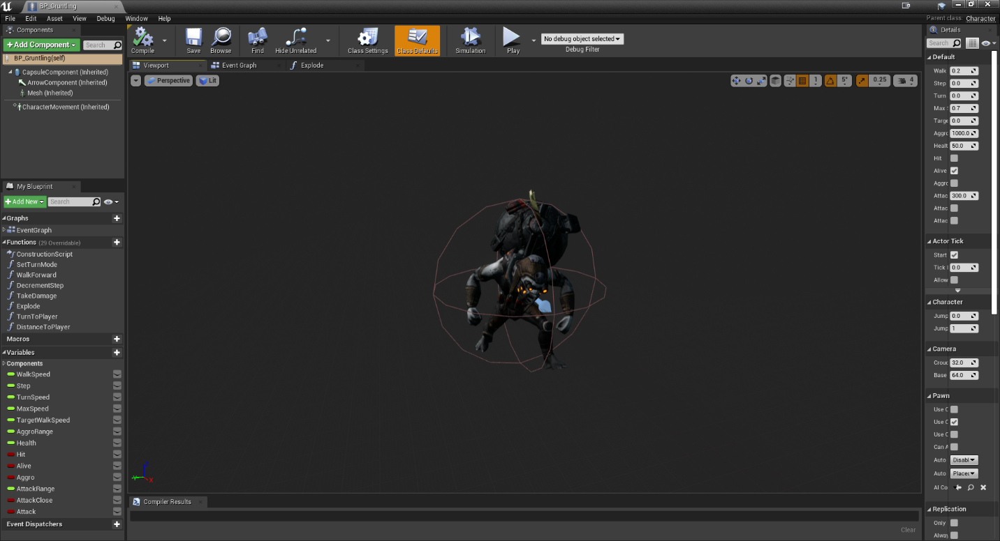 BP_Gruntling
File Edit Asset View Debug Window Help
Parent class: Character
Components
+Add Component
Search
BP_Gruntling(self)
CapsuleComponent (Inherited)
ArrowComponent (Inherited)
Mesh (Inherited)
CharacterMovement (Inherited)
My Blueprint
+Add New
Search
Graphs
EventGraph
Functions (29 Overridable)
ConstructionScript
SetTurnMode
WalkForward
DecrementStep
TakeDamage
Explode
TurnToPlayer
DistanceToPlayer
Macros
Variables
Components
WalkSpeed
Step
TurnSpeed
MaxSpeed
TargetWalkSpeed
AggroRange
Health
Hit
Alive
Aggro
AttackRange
AttackClose
Attack
Event Dispatchers
Compile
Save
Browse
Find
Hide Unrelated
Class Settings
Class Defaults
Simulation
Play
No debug object selected
Debug Filter
Viewport
Event Graph
Explode
Perspective
Lit
1
5°
0.25
4
Z
Y
X
Compiler Results
Clear
Details
Search
Default
Walk 0.2
Step 0.0
Turn 0.0
Max 0.7
Targe 0.0
Aggro 1000.0
Healt 50.0
Hit
Alive
Aggro
Attac 300.0
Attac
Attac
Actor Tick
Start
Tick 0.0
Allow
Character
Jump 0.0
Jump 1
Camera
Crouc 32.0
Base 64.0
Pawn
Use C
Use C
Use C
Can A
Auto Disabl
Auto Placed
AI Co
Replication
Only
Alway